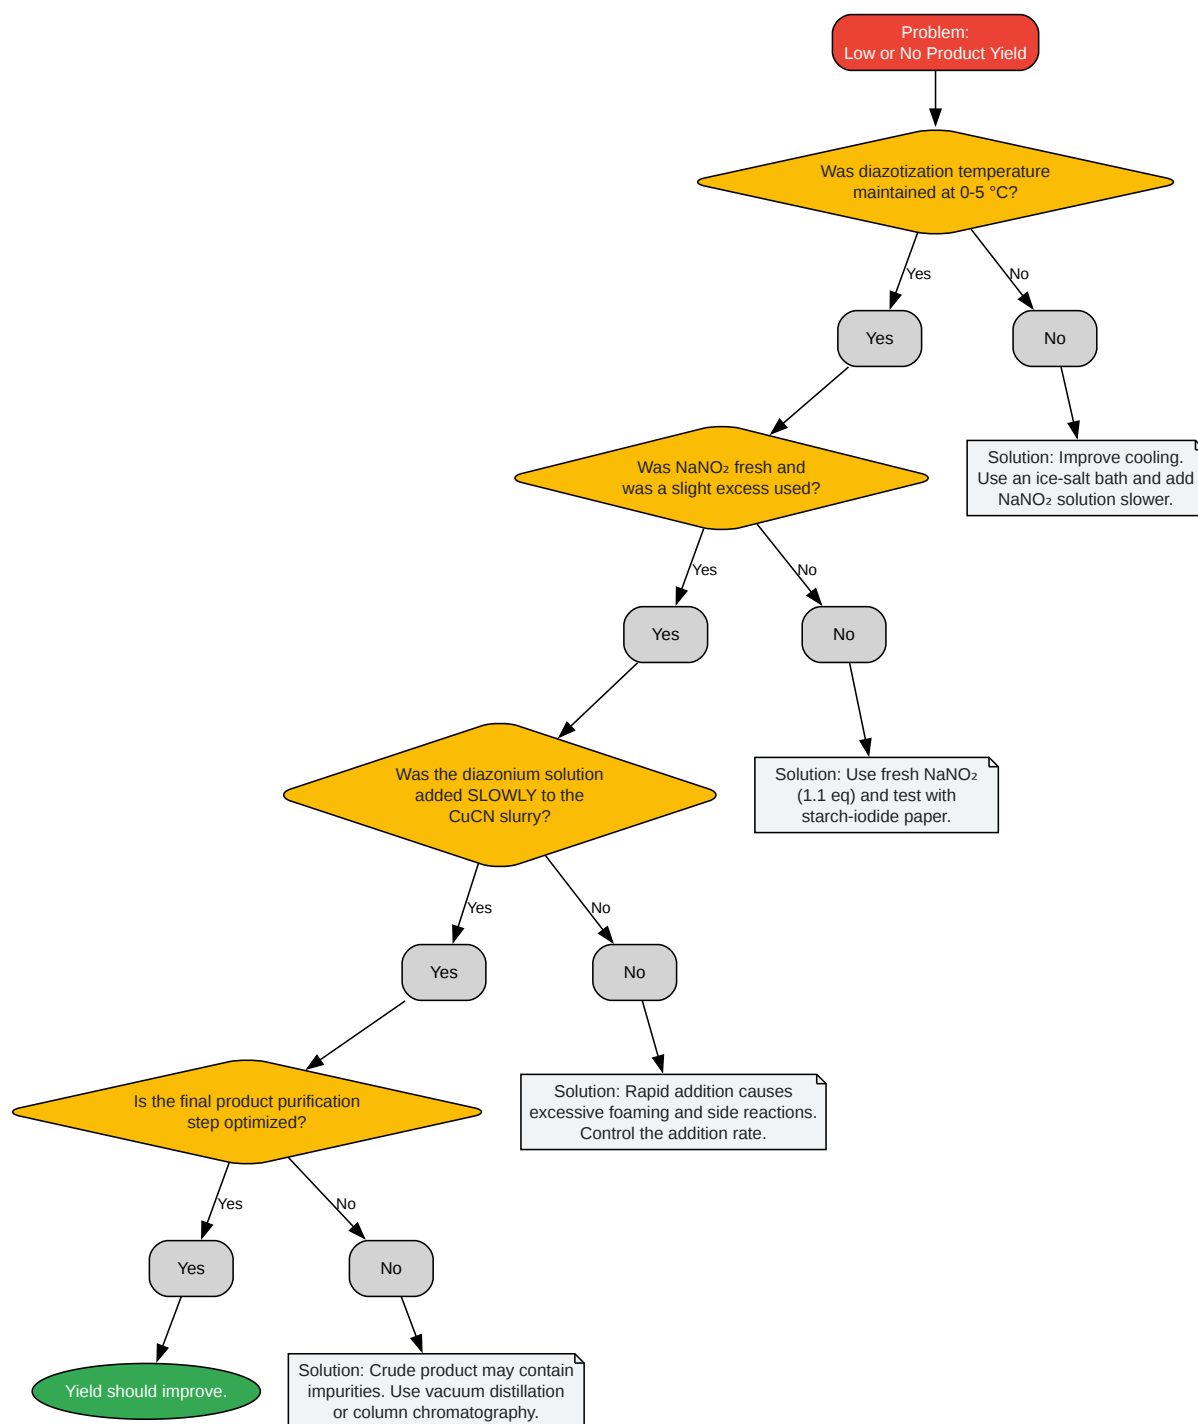 Problem:
Low or No Product Yield
Was diazotization temperature
maintained at 0-5 °C?
Yes
No
Yes
No
Was NaNO₂ fresh and
was a slight excess used?
Solution: Improve cooling.
Use an ice-salt bath and add
NaNO₂ solution slower.
Yes
No
Yes
No
Was the diazonium solution
added SLOWLY to the
CuCN slurry?
Solution: Use fresh NaNO₂
(1.1 eq) and test with
starch-iodide paper.
Yes
No
Yes
No
Is the final product purification
step optimized?
Solution: Rapid addition causes
excessive foaming and side reactions.
Control the addition rate.
Yes
No
Yes
No
Yield should improve.
Solution: Crude product may contain
impurities. Use vacuum distillation
or column chromatography.